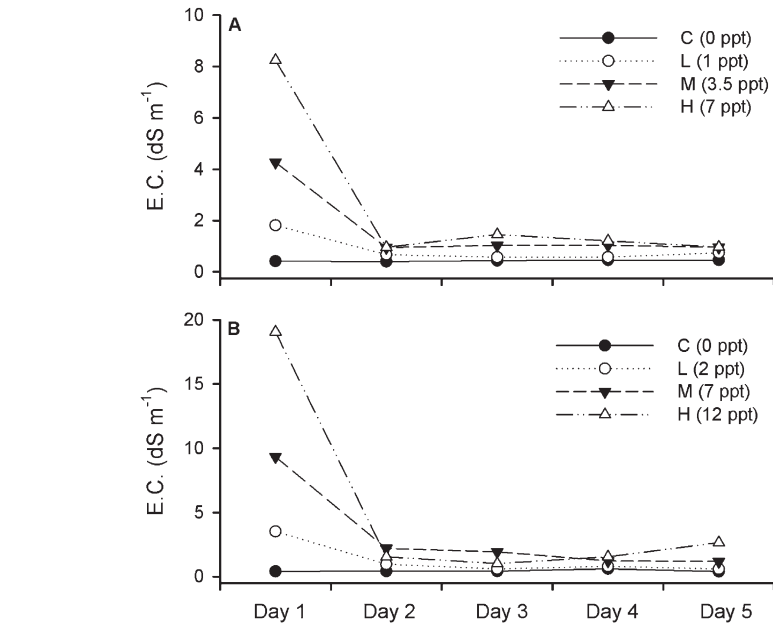 A
10
8
6
4
2
0
E.C. (dS m⁻¹)
C (0 ppt)
L (1 ppt)
M (3.5 ppt)
H (7 ppt)
B
20
15
10
5
0
E.C. (dS m⁻¹)
C (0 ppt)
L (2 ppt)
M (7 ppt)
H (12 ppt)
Day 1 Day 2 Day 3 Day 4 Day 5